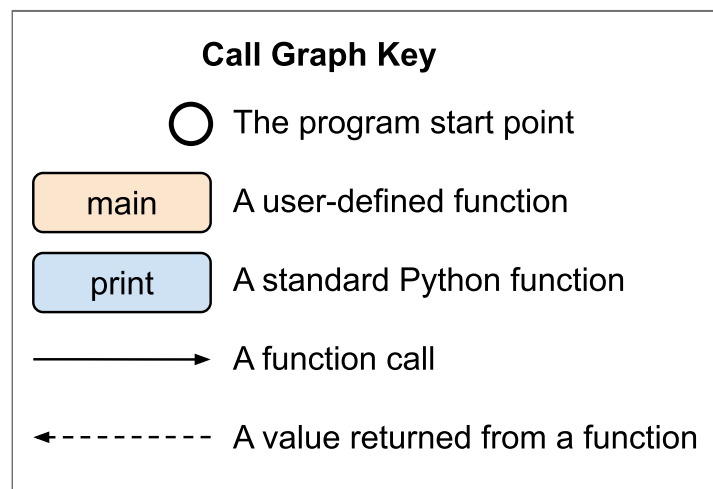 Call Graph Key
The program start point
main A user-defined function
print A standard Python function
A function call
A value returned from a function